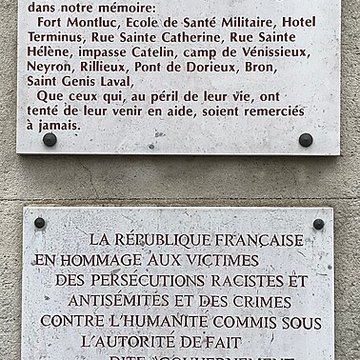 dans notre mémoire:
Fort Montluc, Ecole de Santé Militaire, Hotel
Terminus, Rue Sainte Catherine, Rue Sainte
Hélène, impasse Catelin, camp de Vénissieux,
Neyron, Rillieux, Pont de Dorieux, Bron,
Saint Genis Laval,
Que ceux qui, au péril de leur vie, ont
tenté de leur venir en aide, soient remerciés
à jamais.
LA RÉPUBLIQUE FRANÇAISE
EN HOMMAGE AUX VICTIMES
DES PERSÉCUTIONS RACISTES ET
ANTISÉMITES ET DES CRIMES
CONTRE L'HUMANITÉ COMMIS SOUS
L'AUTORITÉ DE FAIT
DITE "GOUVERNEMENT